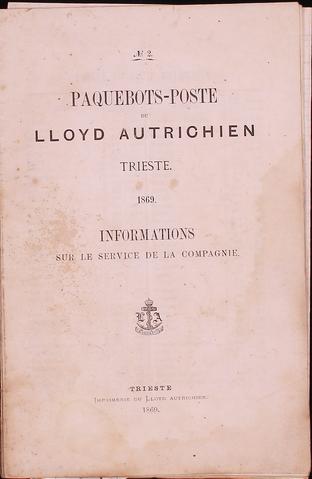 № 2.
PAQUEBOTS-POSTE
DU
LLOYD AUTRICHIEN
TRIESTE.
1869.
INFORMATIONS
SUR LE SERVICE DE LA COMPAGNIE.
L A
TRIESTE
IMPRIMERIE DU LLOYD AUTRICHIEN.
1869.